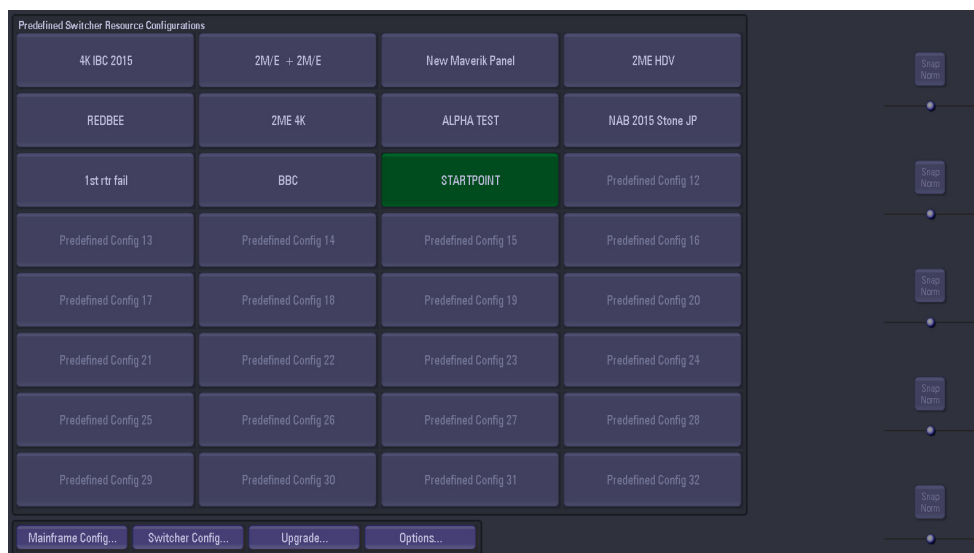 Predefined Switcher Resource Configurations
4K IBC 2015
2M/E + 2M/E
New Maverik Panel
2ME HDV
REDBEE
2ME 4K
ALPHA TEST
NAB 2015 Stone JP
1st rtr fail
BBC
STARTPOINT
Predefined Config 12
Predefined Config 13
Predefined Config 14
Predefined Config 15
Predefined Config 16
Predefined Config 17
Predefined Config 18
Predefined Config 19
Predefined Config 20
Predefined Config 21
Predefined Config 22
Predefined Config 23
Predefined Config 24
Predefined Config 25
Predefined Config 26
Predefined Config 27
Predefined Config 28
Predefined Config 29
Predefined Config 30
Predefined Config 31
Predefined Config 32
Mainframe Config...
Switcher Config...
Upgrade...
Options...
Snap
Norm
Snap
Norm
Snap
Norm
Snap
Norm
Snap
Norm